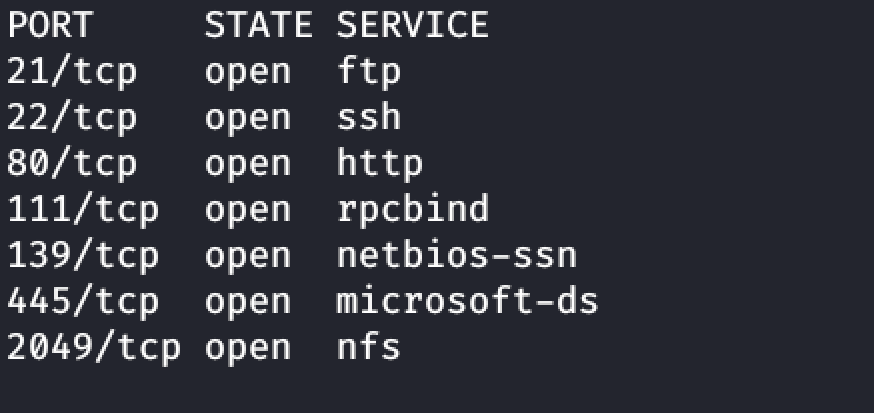 PORT     STATE SERVICE
21/tcp   open  ftp
22/tcp   open  ssh
80/tcp   open  http
111/tcp  open  rpcbind
139/tcp  open  netbios-ssn
445/tcp  open  microsoft-ds
2049/tcp open  nfs